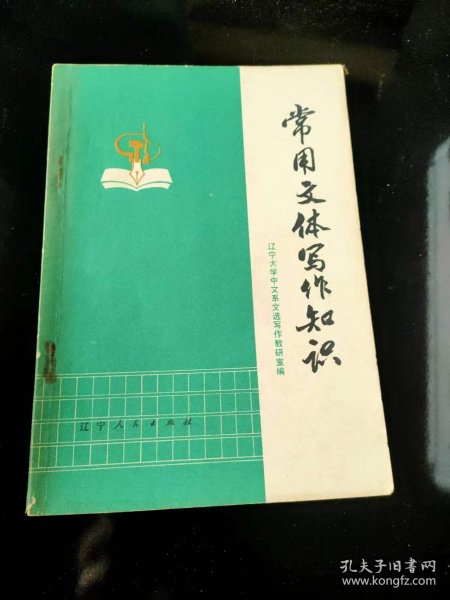 常用文体写作知识
辽宁大学中文系文选写作教研室编
辽宁人民出版社
孔夫子旧书网
www.kongfz.com